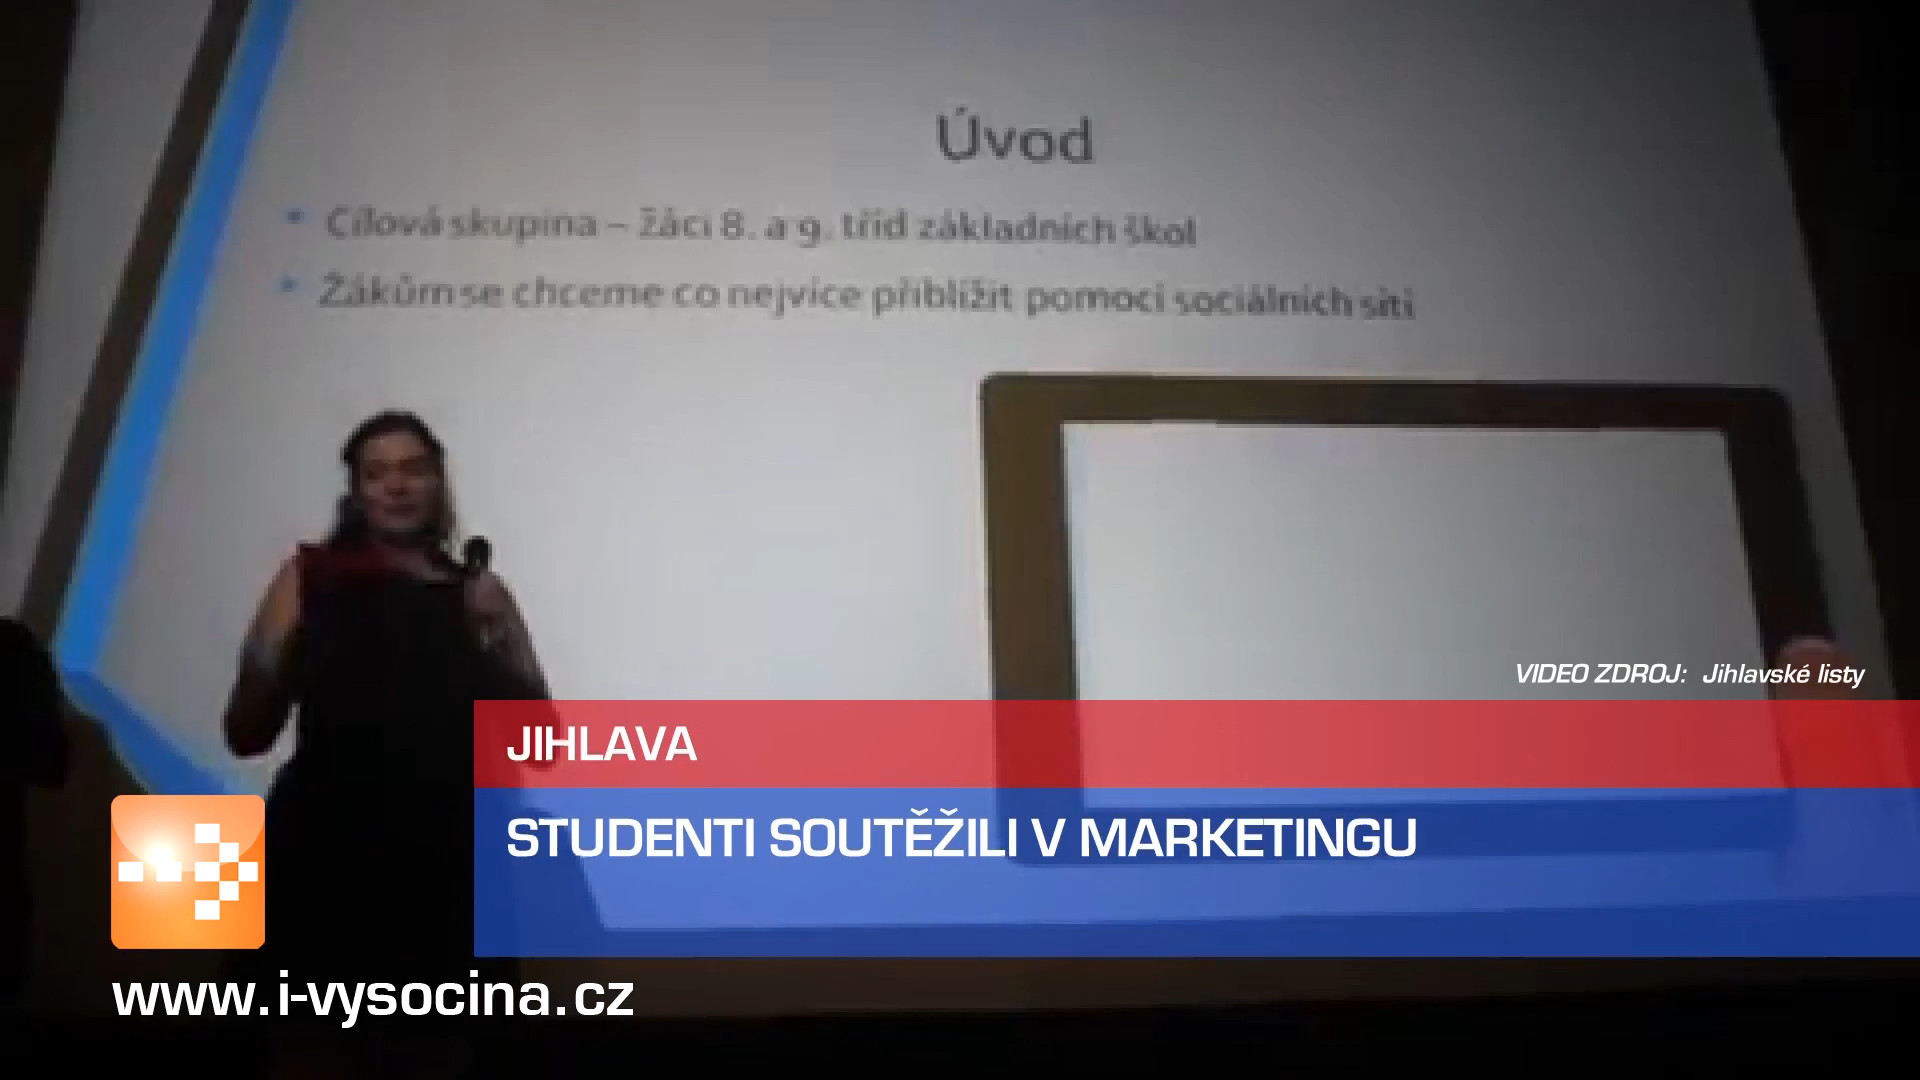 Úvod
Cílová skupina – žáci 8. a 9. tříd základních škol
Žákům se chceme co nejvíce přiblížit pomocí sociálních sítí
VIDEO ZDROJ: Jihlavské listy
JIHLAVA
STUDENTI SOUTĚŽILI V MARKETINGU
www.i-vysocina.cz